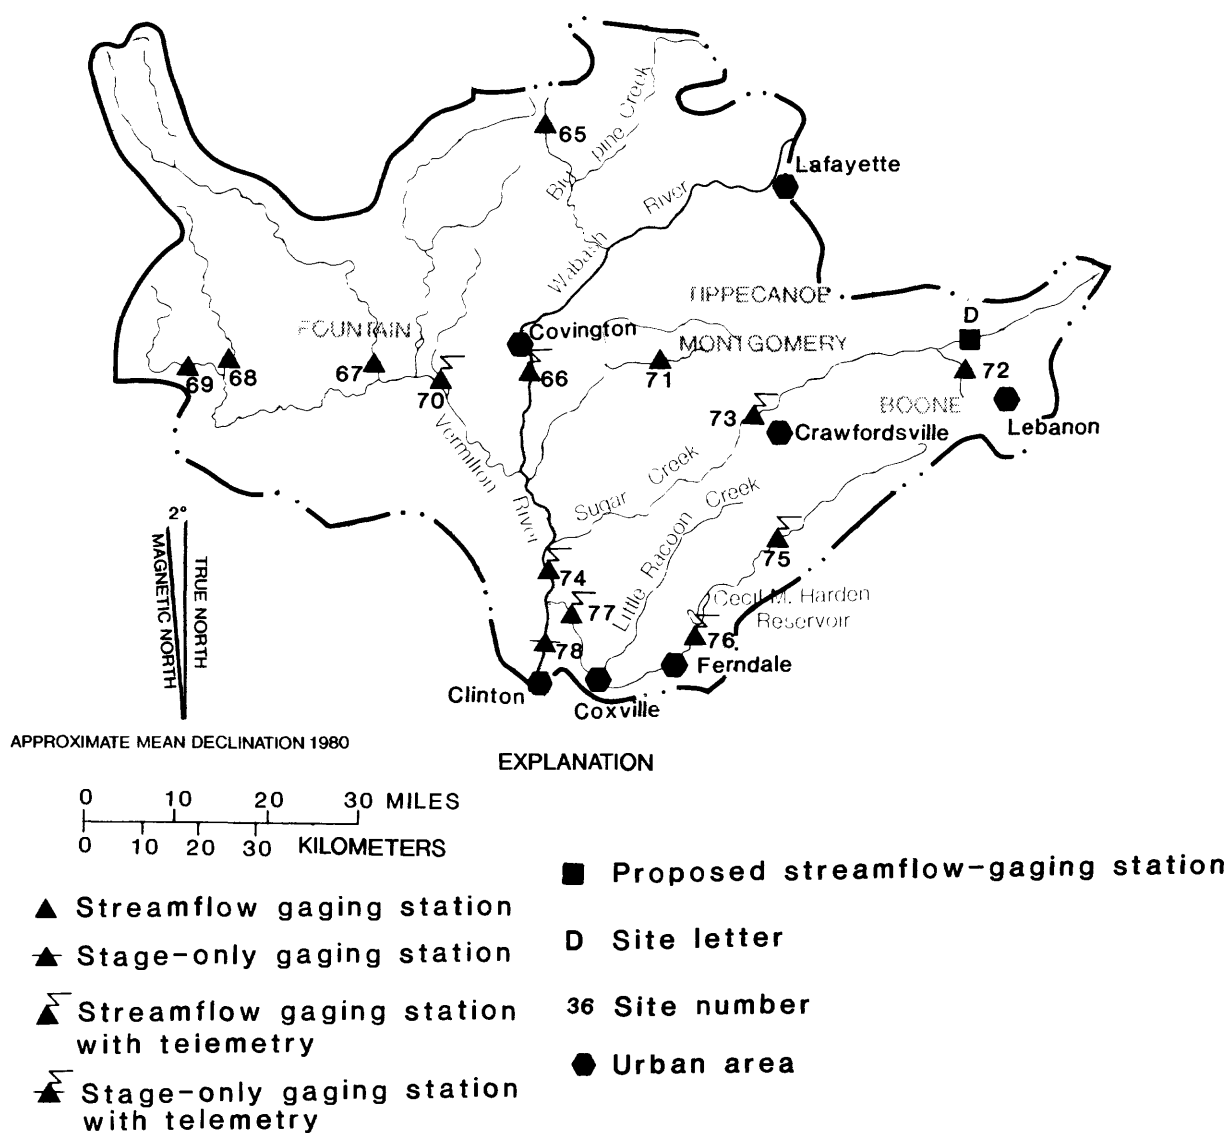 65
Big pine Creek
Lafayette
Wabash River
TIPPECANOE
D
FOUNTAIN
Covington
MONTGOMERY
69
68
67
70
66
71
72
73
BOONE
Crawfordsville
Lebanon
Vermilion River
Sugar Creek
Little Racoon Creek
75
2°
MAGNETIC NORTH
TRUE NORTH
74
77
Cecil M. Harden
Reservoir
76
78
Ferndale
Clinton
Coxville
APPROXIMATE MEAN DECLINATION 1980
EXPLANATION
0 10 20 30 MILES
0 10 20 30 KILOMETERS
Streamflow gaging station
Stage-only gaging station
Streamflow gaging station
with teiemetry
Stage-only gaging station
with telemetry
Proposed streamflow-gaging station
D Site letter
36 Site number
Urban area